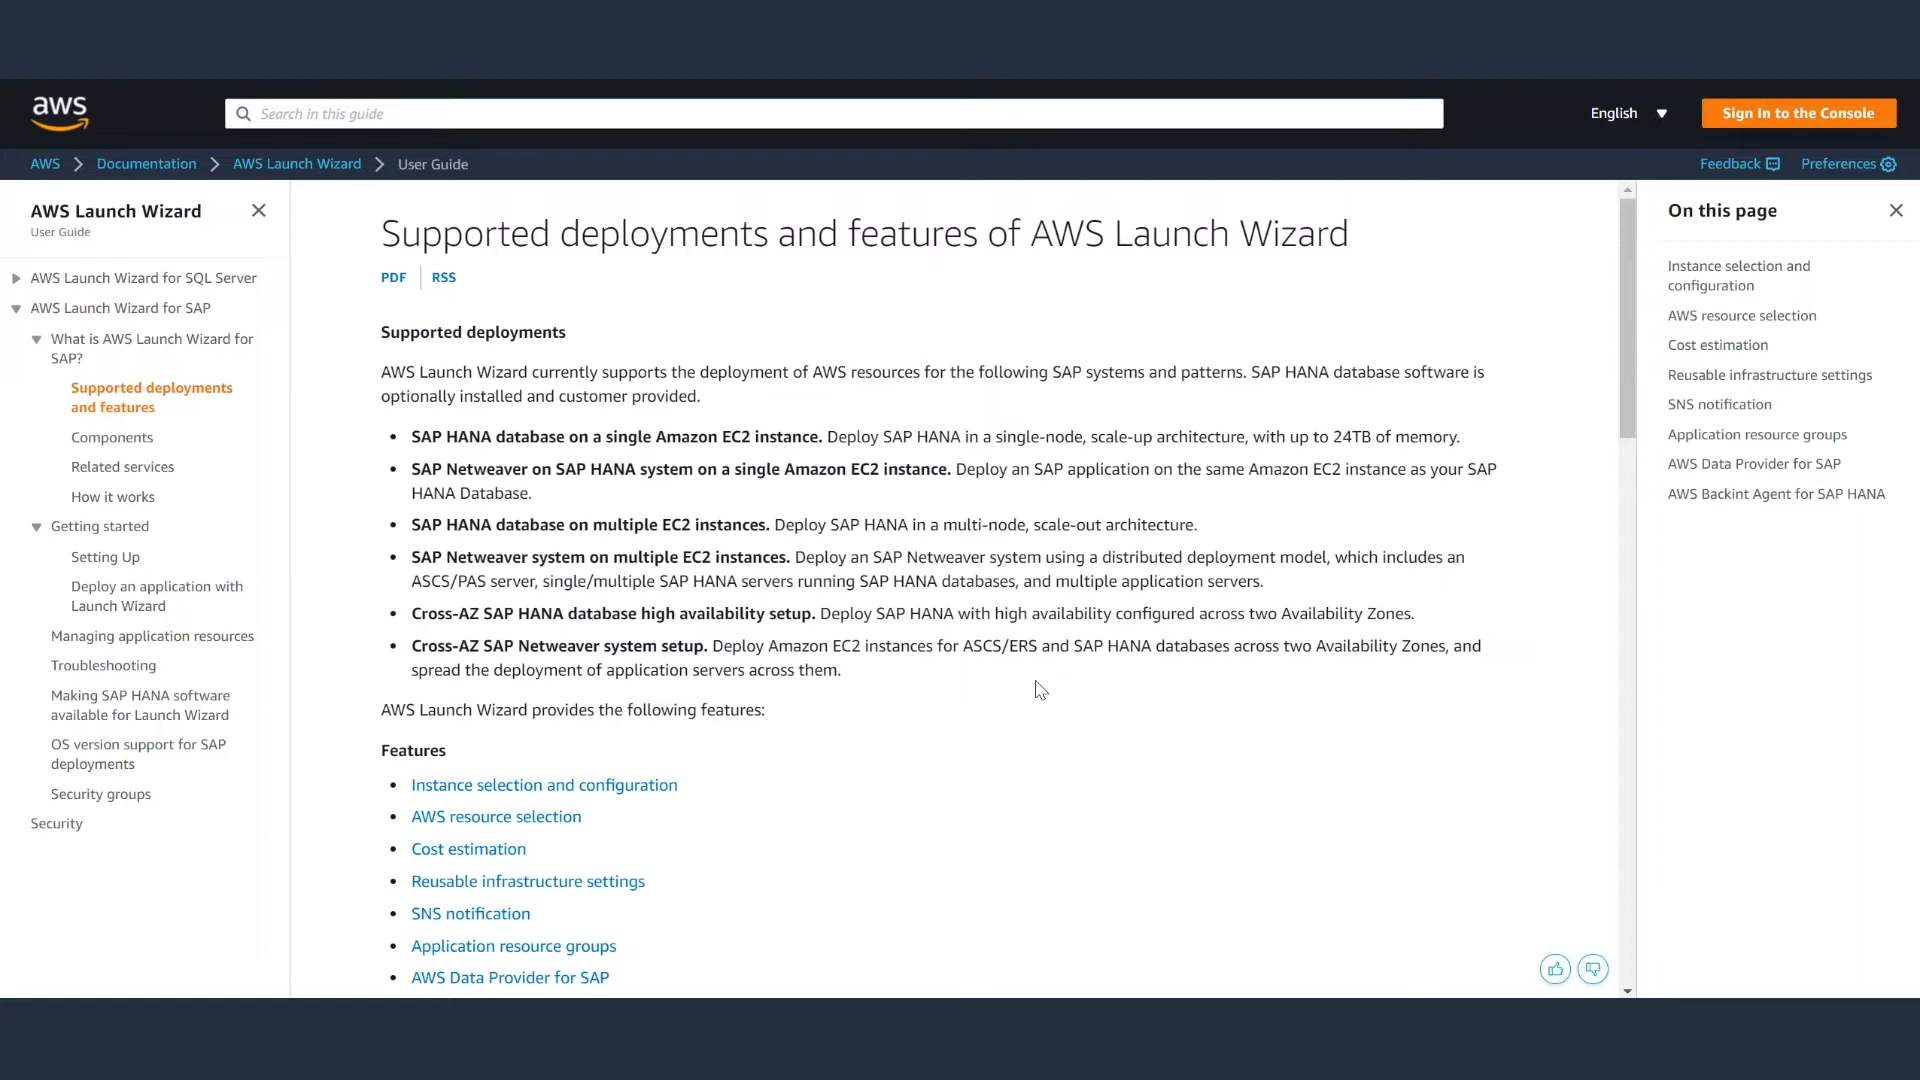 aws
Search in this guide
English
Sign In to the Console
AWS
Documentation
AWS Launch Wizard
User Guide
Feedback
Preferences
AWS Launch Wizard
User Guide
AWS Launch Wizard for SQL Server
AWS Launch Wizard for SAP
What is AWS Launch Wizard for
SAP?
Supported deployments
and features
Components
Related services
How it works
Getting started
Setting Up
Deploy an application with
Launch Wizard
Managing application resources
Troubleshooting
Making SAP HANA software
available for Launch Wizard
OS version support for SAP
deployments
Security groups
Security
Supported deployments and features of AWS Launch Wizard
PDF
RSS
Supported deployments
AWS Launch Wizard currently supports the deployment of AWS resources for the following SAP systems and patterns. SAP HANA database software is
optionally installed and customer provided.
• SAP HANA database on a single Amazon EC2 instance. Deploy SAP HANA in a single-node, scale-up architecture, with up to 24TB of memory.
• SAP Netweaver on SAP HANA system on a single Amazon EC2 instance. Deploy an SAP application on the same Amazon EC2 instance as your SAP
HANA Database.
• SAP HANA database on multiple EC2 instances. Deploy SAP HANA in a multi-node, scale-out architecture.
• SAP Netweaver system on multiple EC2 instances. Deploy an SAP Netweaver system using a distributed deployment model, which includes an
ASCS/PAS server, single/multiple SAP HANA servers running SAP HANA databases, and multiple application servers.
• Cross-AZ SAP HANA database high availability setup. Deploy SAP HANA with high availability configured across two Availability Zones.
• Cross-AZ SAP Netweaver system setup. Deploy Amazon EC2 instances for ASCS/ERS and SAP HANA databases across two Availability Zones, and
spread the deployment of application servers across them.
AWS Launch Wizard provides the following features:
Features
• Instance selection and configuration
• AWS resource selection
• Cost estimation
• Reusable infrastructure settings
• SNS notification
• Application resource groups
• AWS Data Provider for SAP
On this page
Instance selection and
configuration
AWS resource selection
Cost estimation
Reusable infrastructure settings
SNS notification
Application resource groups
AWS Data Provider for SAP
AWS Backint Agent for SAP HANA